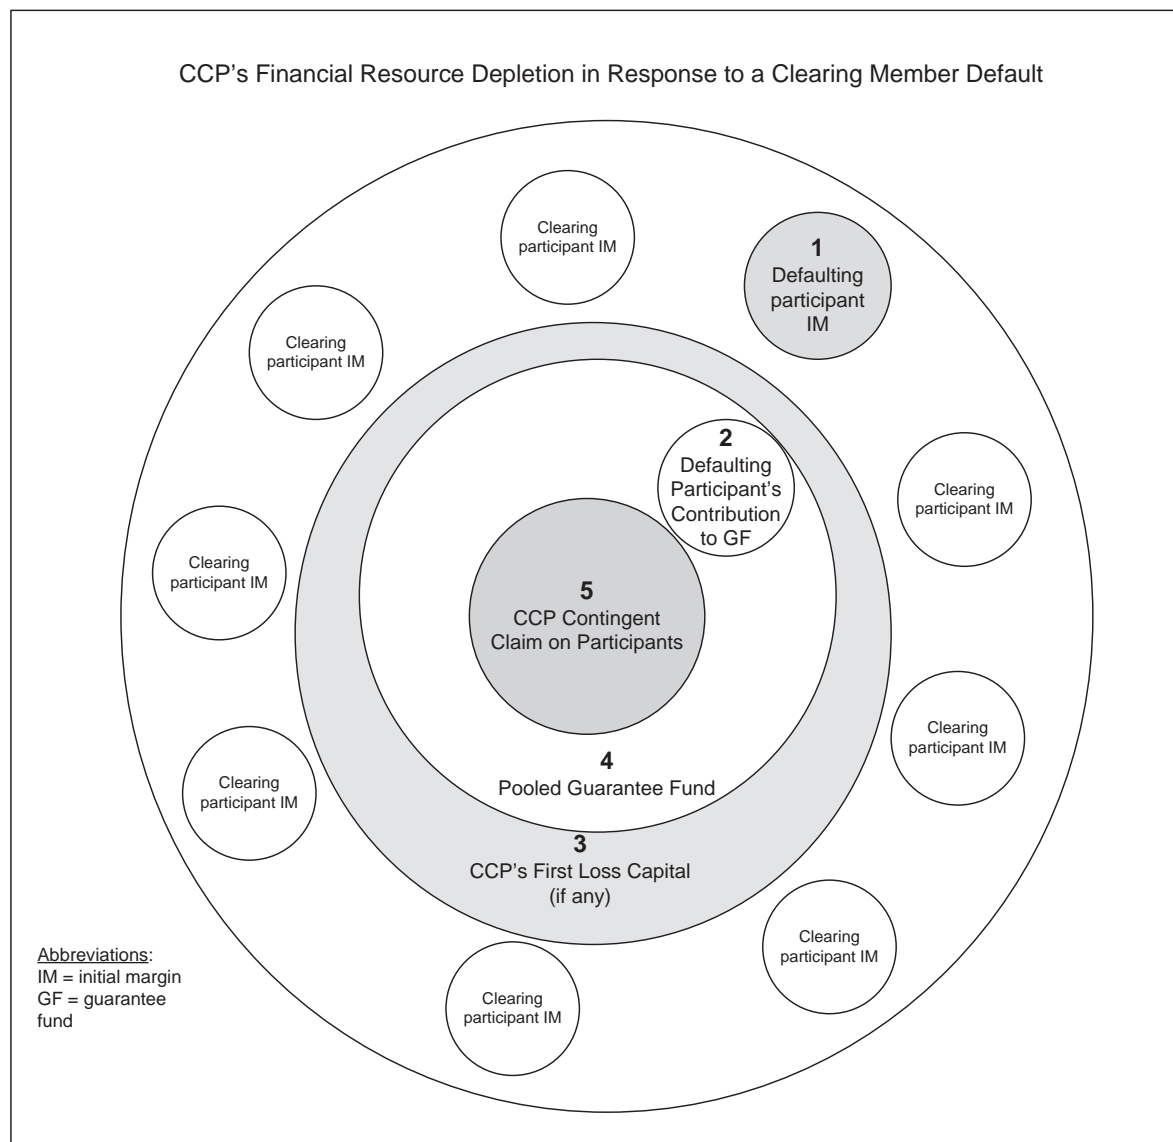 CCP's Financial Resource Depletion in Response to a Clearing Member Default
Clearing
participant IM
1
Defaulting
participant
IM
Clearing
participant IM
2
Defaulting
Participant's
Contribution
to GF
Clearing
participant IM
Clearing
participant IM
5
CCP Contingent
Claim on Participants
Clearing
participant IM
4
Pooled Guarantee Fund
Clearing
participant IM
3
CCP's First Loss Capital
(if any)
Clearing
participant IM
Clearing
participant IM
Abbreviations:
IM = initial margin
GF = guarantee
fund